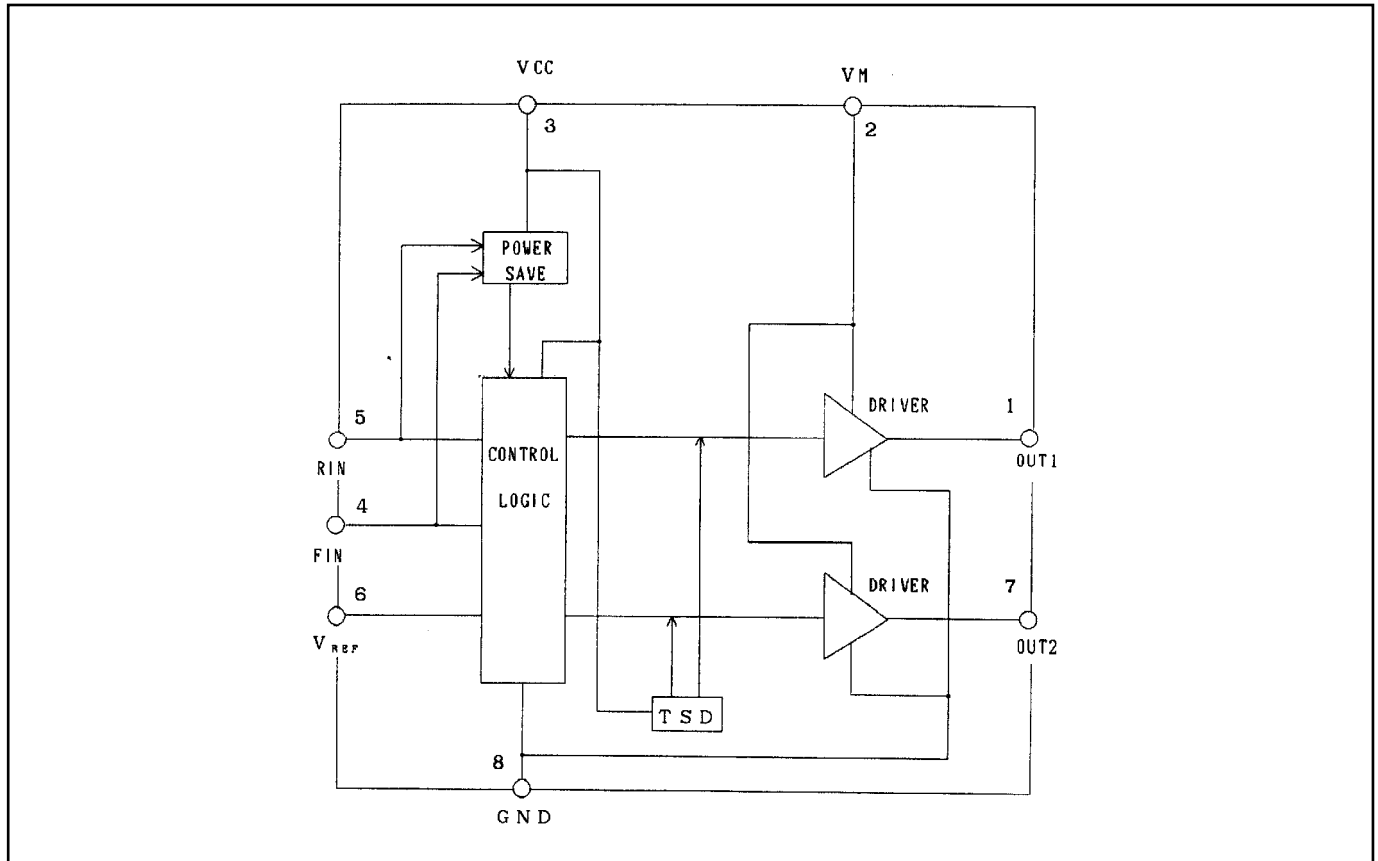 VCC
VM
3
2
POWER
SAVE
5
RIN
CONTROL
LOGIC
DRIVER
1
OUT1
4
FIN
6
VREF
DRIVER
7
OUT2
TSD
8
GND